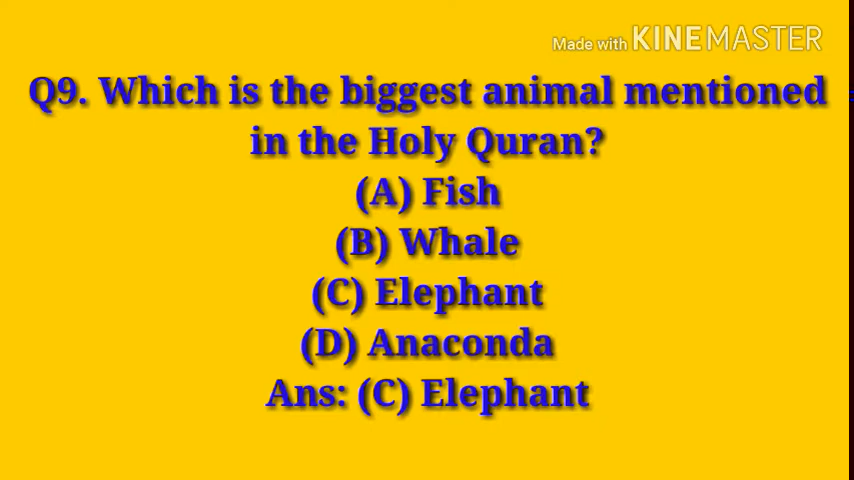 Made with KINEMASTER
Q9. Which is the biggest animal mentioned
in the Holy Quran?
(A) Fish
(B) Whale
(C) Elephant
(D) Anaconda
Ans: (C) Elephant